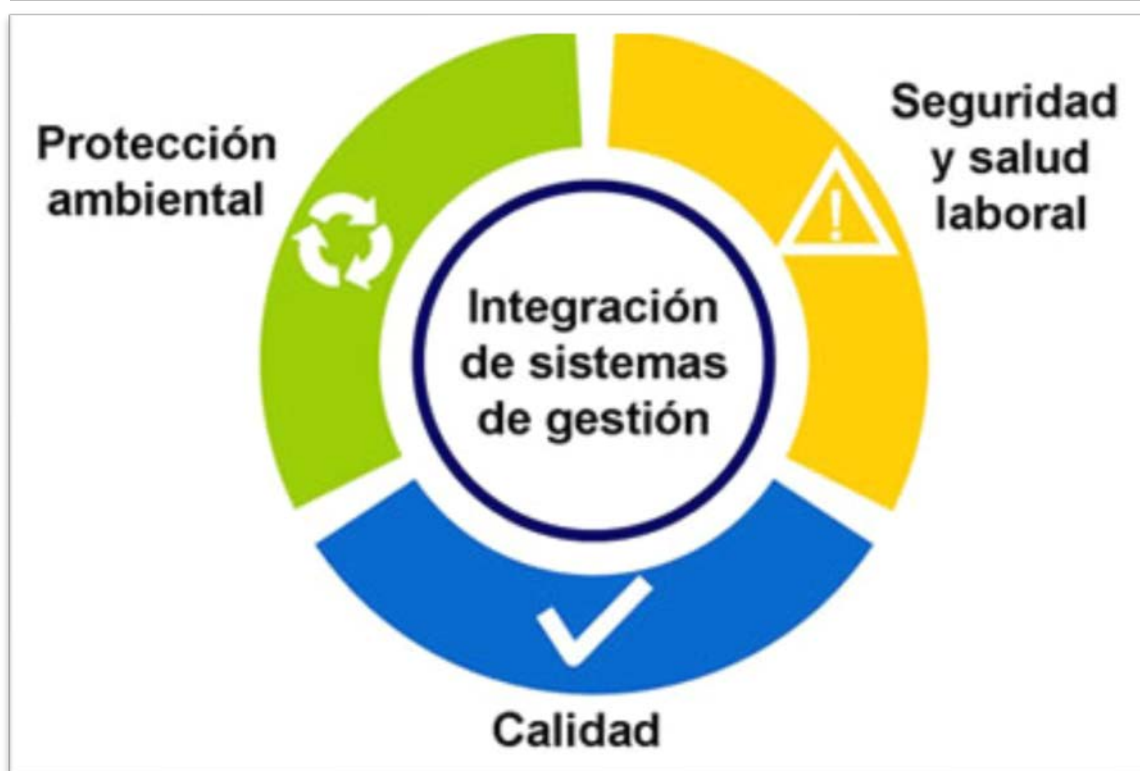 Protección
ambiental
Seguridad
y salud
laboral
Integración
de sistemas
de gestión
Calidad